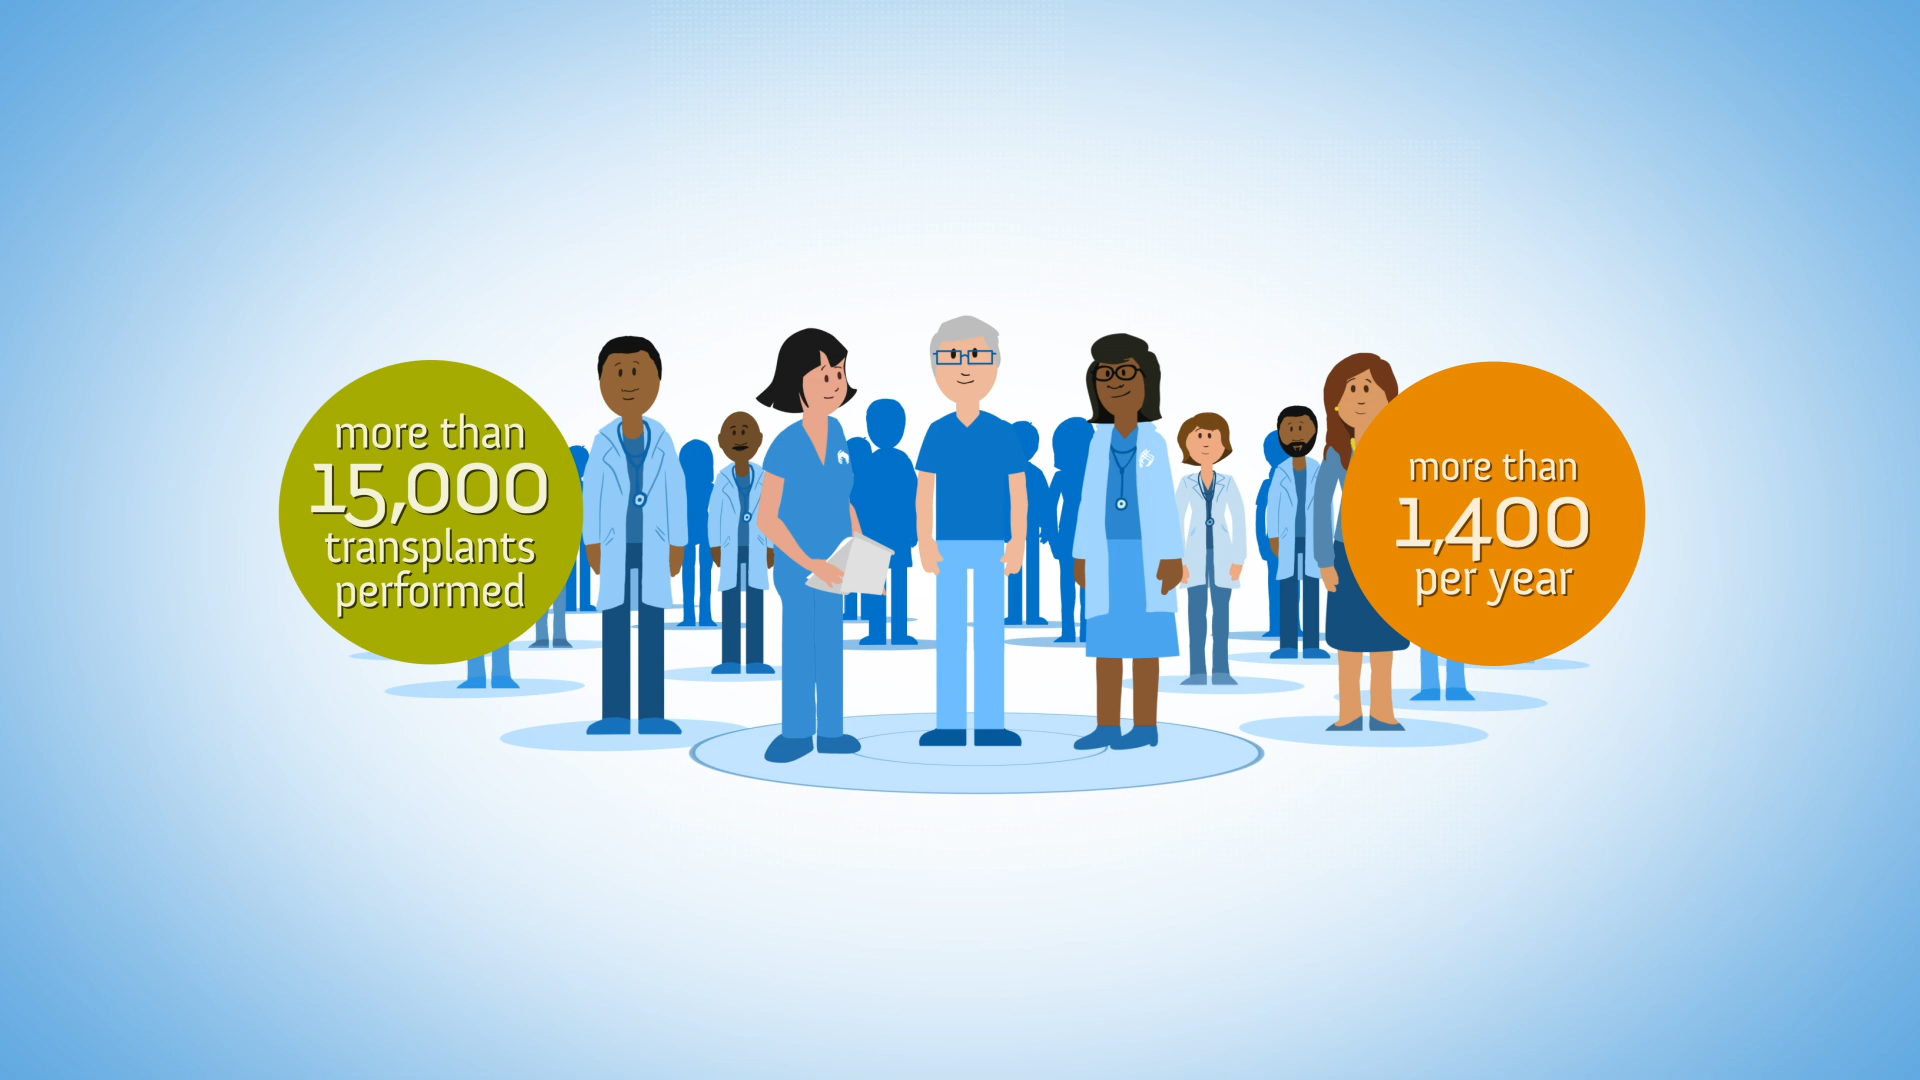 more than
15,000
transplants
performed
more than
1,400
per year